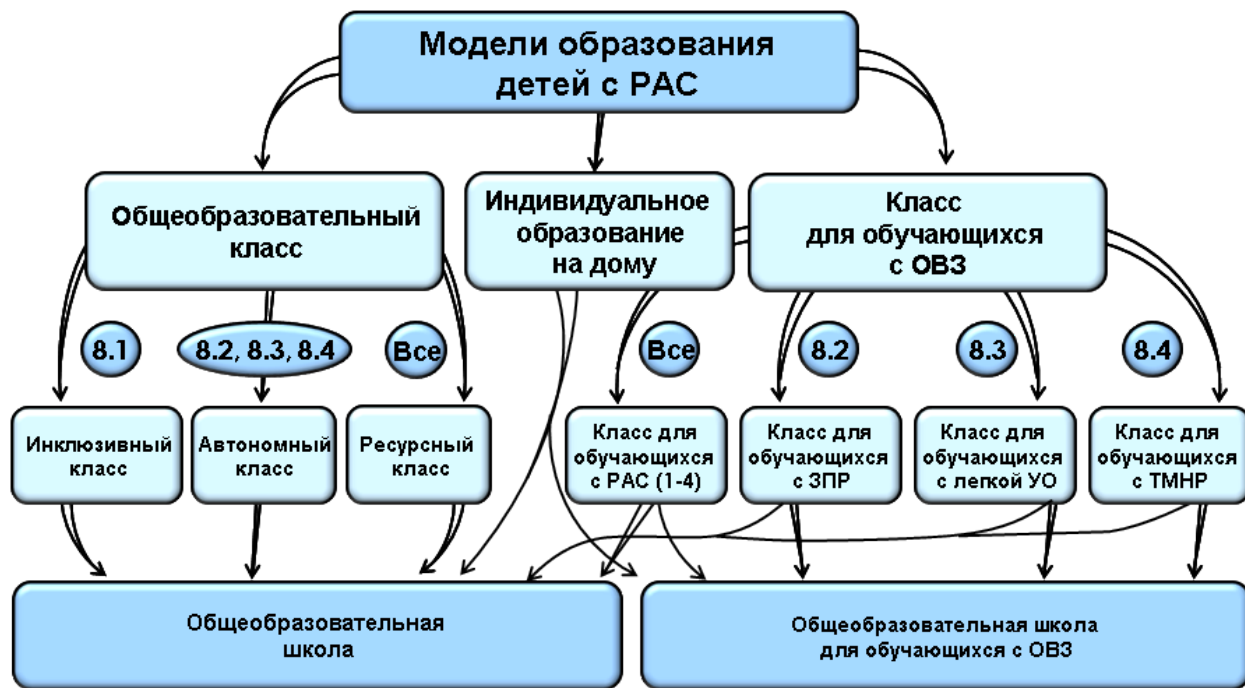 Модели образования
детей с РАС
Общеобразовательный
класс
Индивидуальное
образование
на дому
Класс
для обучающихся
с ОВЗ
8.1
8.2, 8.3, 8.4
Все
Все
8.2
8.3
8.4
Инклюзивный
класс
Автономный
класс
Ресурсный
класс
Класс для
обучающихся
с РАС (1-4)
Класс для
обучающихся
с ЗПР
Класс для
обучающихся
с легкой УО
Класс для
обучающихся
с ТМНР
Общеобразовательная
школа
Общеобразовательная школа
для обучающихся с ОВЗ